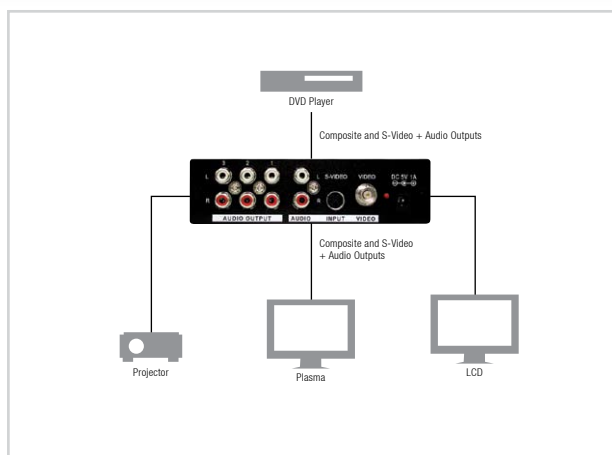 DVD Player
Composite and S-Video + Audio Outputs
3 2 1
L L S-VIDEO VIDEO DC 5V 1A
R R
AUDIO OUTPUT AUDIO INPUT VIDEO
Composite and S-Video
+ Audio Outputs
Projector
Plasma
LCD